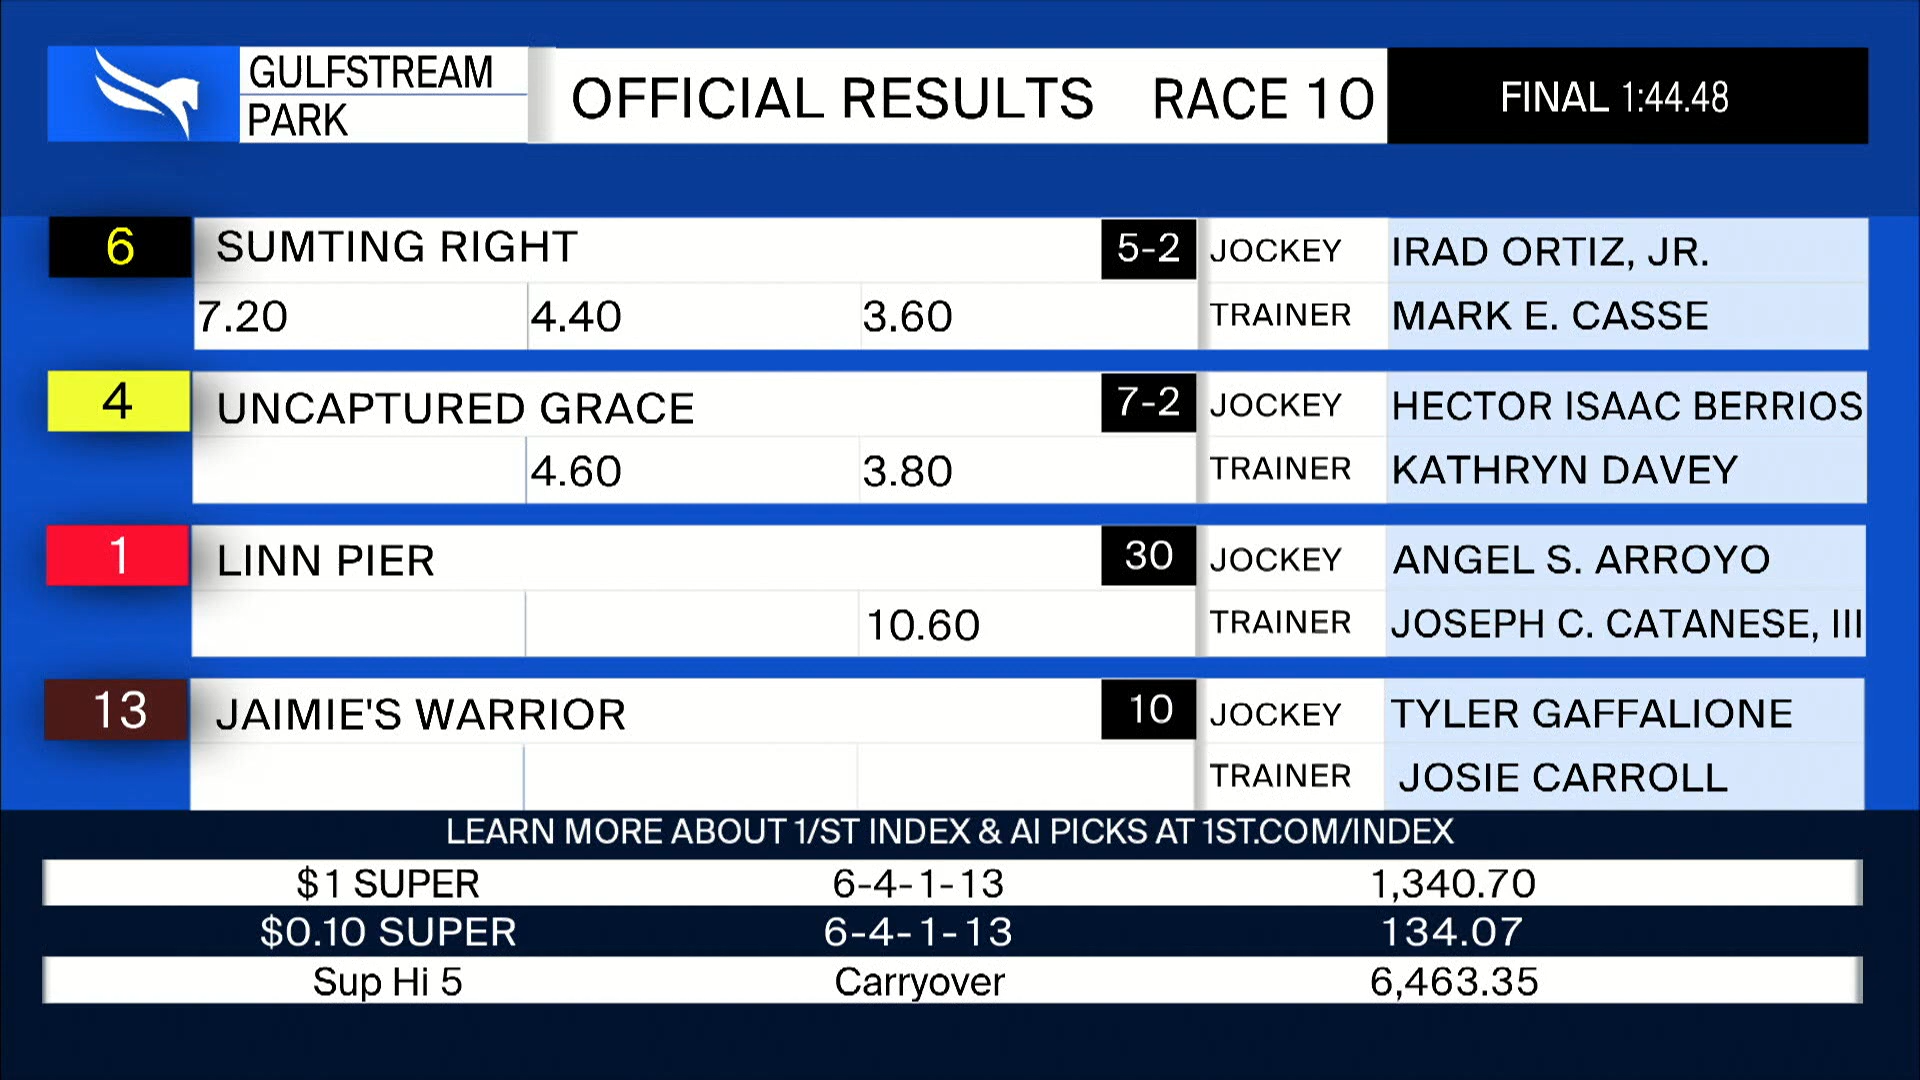 GULFSTREAM
PARK
OFFICIAL RESULTS RACE 10
FINAL 1:44.48
6 SUMTING RIGHT 5-2 JOCKEY IRAD ORTIZ, JR.
7.20 4.40 3.60 TRAINER MARK E. CASSE
4 UNCAPTURED GRACE 7-2 JOCKEY HECTOR ISAAC BERRIOS
4.60 3.80 TRAINER KATHRYN DAVEY
1 LINN PIER 30 JOCKEY ANGEL S. ARROYO
10.60 TRAINER JOSEPH C. CATANESE, III
13 JAIMIE'S WARRIOR 10 JOCKEY TYLER GAFFALIONE
TRAINER JOSIE CARROLL
LEARN MORE ABOUT 1/ST INDEX & AI PICKS AT 1ST.COM/INDEX
$1 SUPER 6-4-1-13 1,340.70
$0.10 SUPER 6-4-1-13 134.07
Sup Hi 5 Carryover 6,463.35